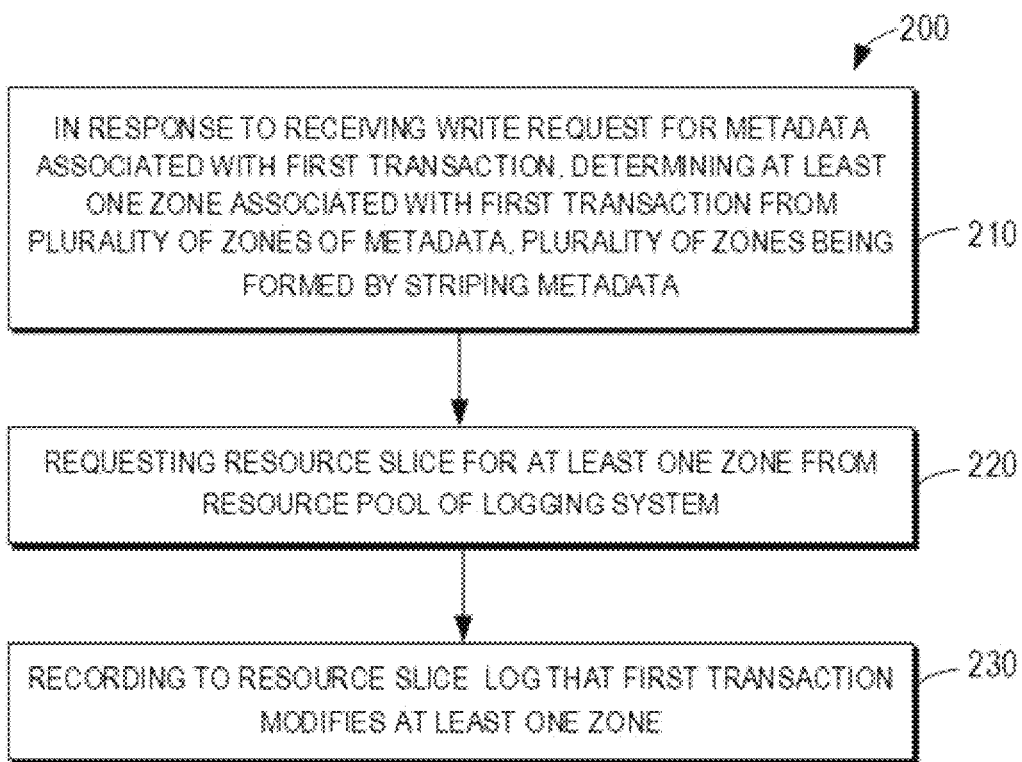 200
IN RESPONSE TO RECEIVING WRITE REQUEST FOR METADATA
ASSOCIATED WITH FIRST TRANSACTION, DETERMINING AT LEAST
ONE ZONE ASSOCIATED WITH FIRST TRANSACTION FROM
PLURALITY OF ZONES OF METADATA, PLURALITY OF ZONES BEING
FORMED BY STRIPING METADATA
210
REQUESTING RESOURCE SLICE FOR AT LEAST ONE ZONE FROM
RESOURCE POOL OF LOGGING SYSTEM
220
RECORDING TO RESOURCE SLICE LOG THAT FIRST TRANSACTION
MODIFIES AT LEAST ONE ZONE
230